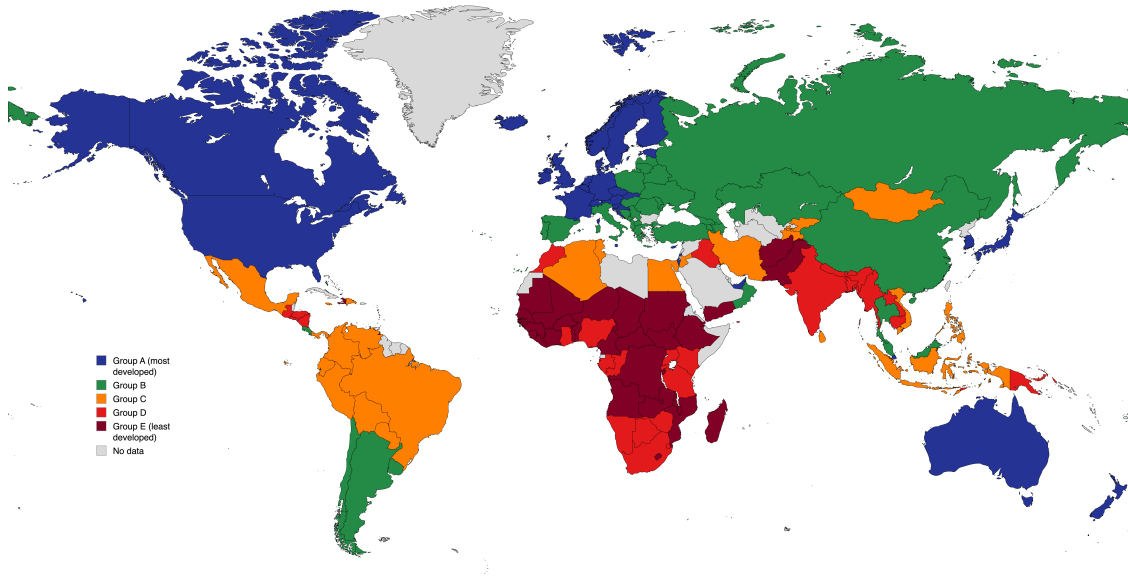 Group A (most
developed)
Group B
Group C
Group D
Group E (least
developed)
No data